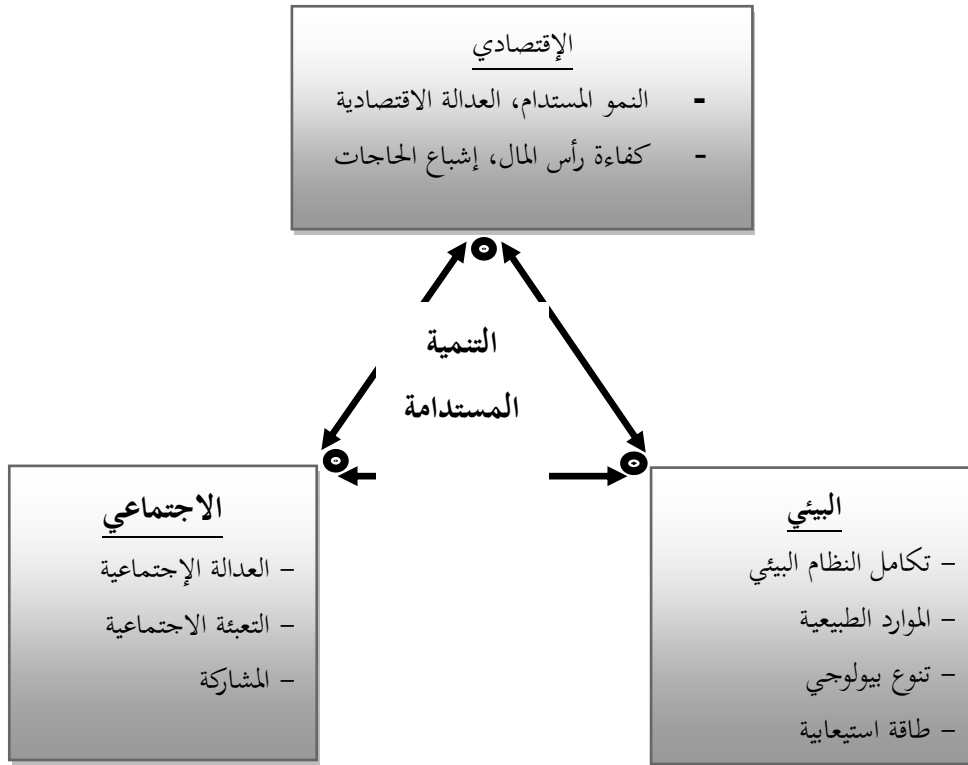 الإقتصادي
- النمو المستدام، العدالة الاقتصادية
- كفاءة رأس المال، إشباع الحاجات
التنمية
المستدامة
البيئي
- تكامل النظام البيئي
- الموارد الطبيعية
- تنوع بيولوجي
- طاقة استيعابية
الاجتماعي
- العدالة الإجتماعية
- التعبئة الاجتماعية
- المشاركة